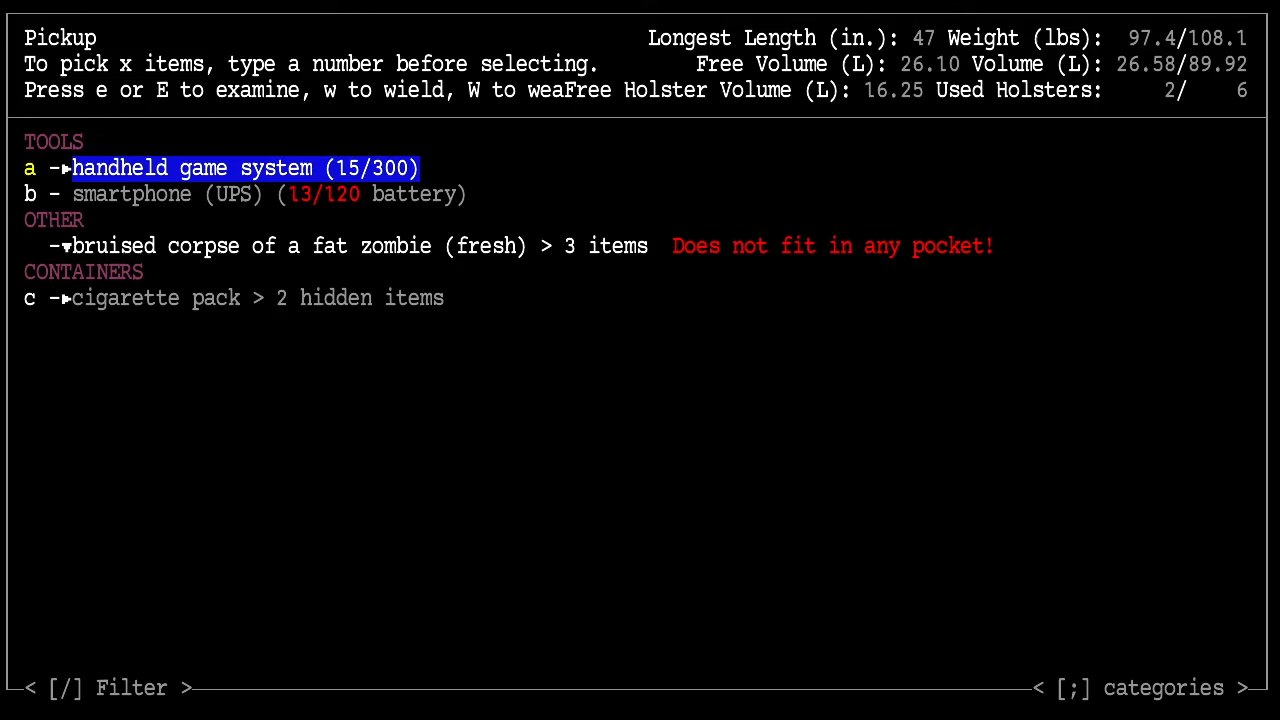 Pickup Longest Length (in.): 47 Weight (lbs): 97.4/108.1
To pick x items, type a number before selecting. Free Volume (L): 26.10 Volume (L): 26.58/89.92
Press e or E to examine, w to wield, W to weaFree Holster Volume (L): 16.25 Used Holsters: 2/ 6
TOOLS
a -▸handheld game system (15/300)
b - smartphone (UPS) (13/120 battery)
OTHER
-▾bruised corpse of a fat zombie (fresh) > 3 items Does not fit in any pocket!
CONTAINERS
c -▸cigarette pack > 2 hidden items
< [/] Filter > < [;] categories >